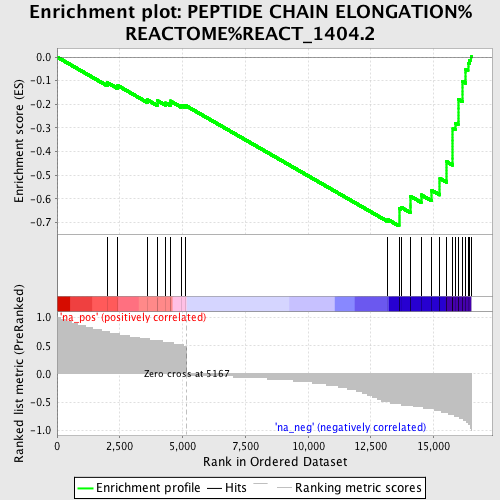 Enrichment plot: PEPTIDE CHAIN ELONGATION%
REACTOME%REACT_1404.2
Enrichment score (ES)
0.0
-0.1
-0.2
-0.3
-0.4
-0.5
-0.6
-0.7
'na_pos' (positively correlated)
Ranked list metric (PreRanked)
1.0
0.5
0.0
-0.5
-1.0
Zero cross at 5167
'na_neg' (negatively correlated)
0
2,500
5,000
7,500
10,000
12,500
15,000
Rank in Ordered Dataset
Enrichment profile
Hits
Ranking metric scores